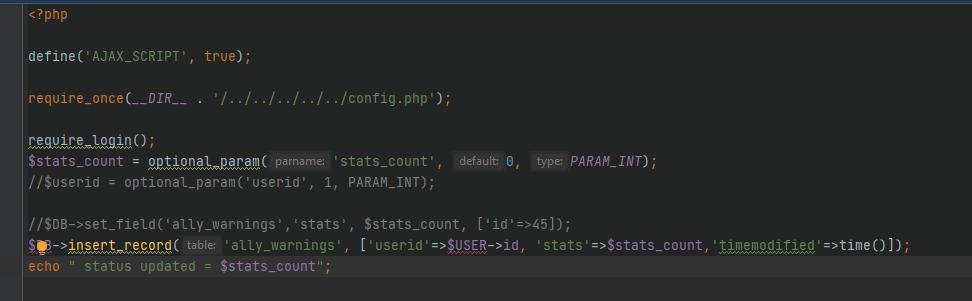 <?php
define('AJAX_SCRIPT', true);
require_once(__DIR__ . '/../../../../../config.php');
require_login();
$stats_count = optional_param( parname: 'stats_count', default: 0, type: PARAM_INT);
//$userid = optional_param('userid', 1, PARAM_INT);
//$DB->set_field('ally_warnings','stats', $stats_count, ['id'=>45]);
$ ->insert_record( table: 'ally_warnings', ['userid'=>$USER->id, 'stats'=>$stats_count,'timemodified'=>time()]);
echo " status updated = $stats_count";